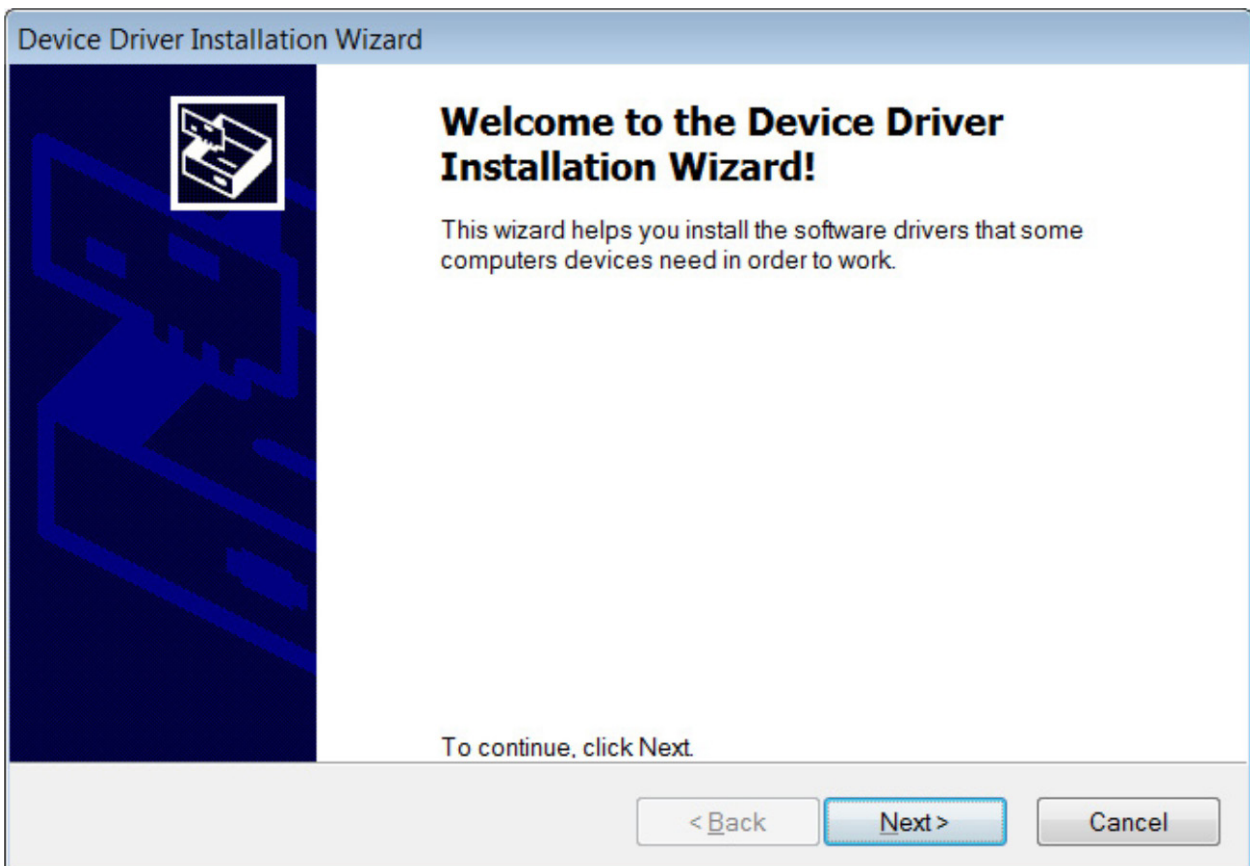 Device Driver Installation Wizard
Welcome to the Device Driver
Installation Wizard!
This wizard helps you install the software drivers that some
computers devices need in order to work.
To continue, click Next.
< Back
Next >
Cancel